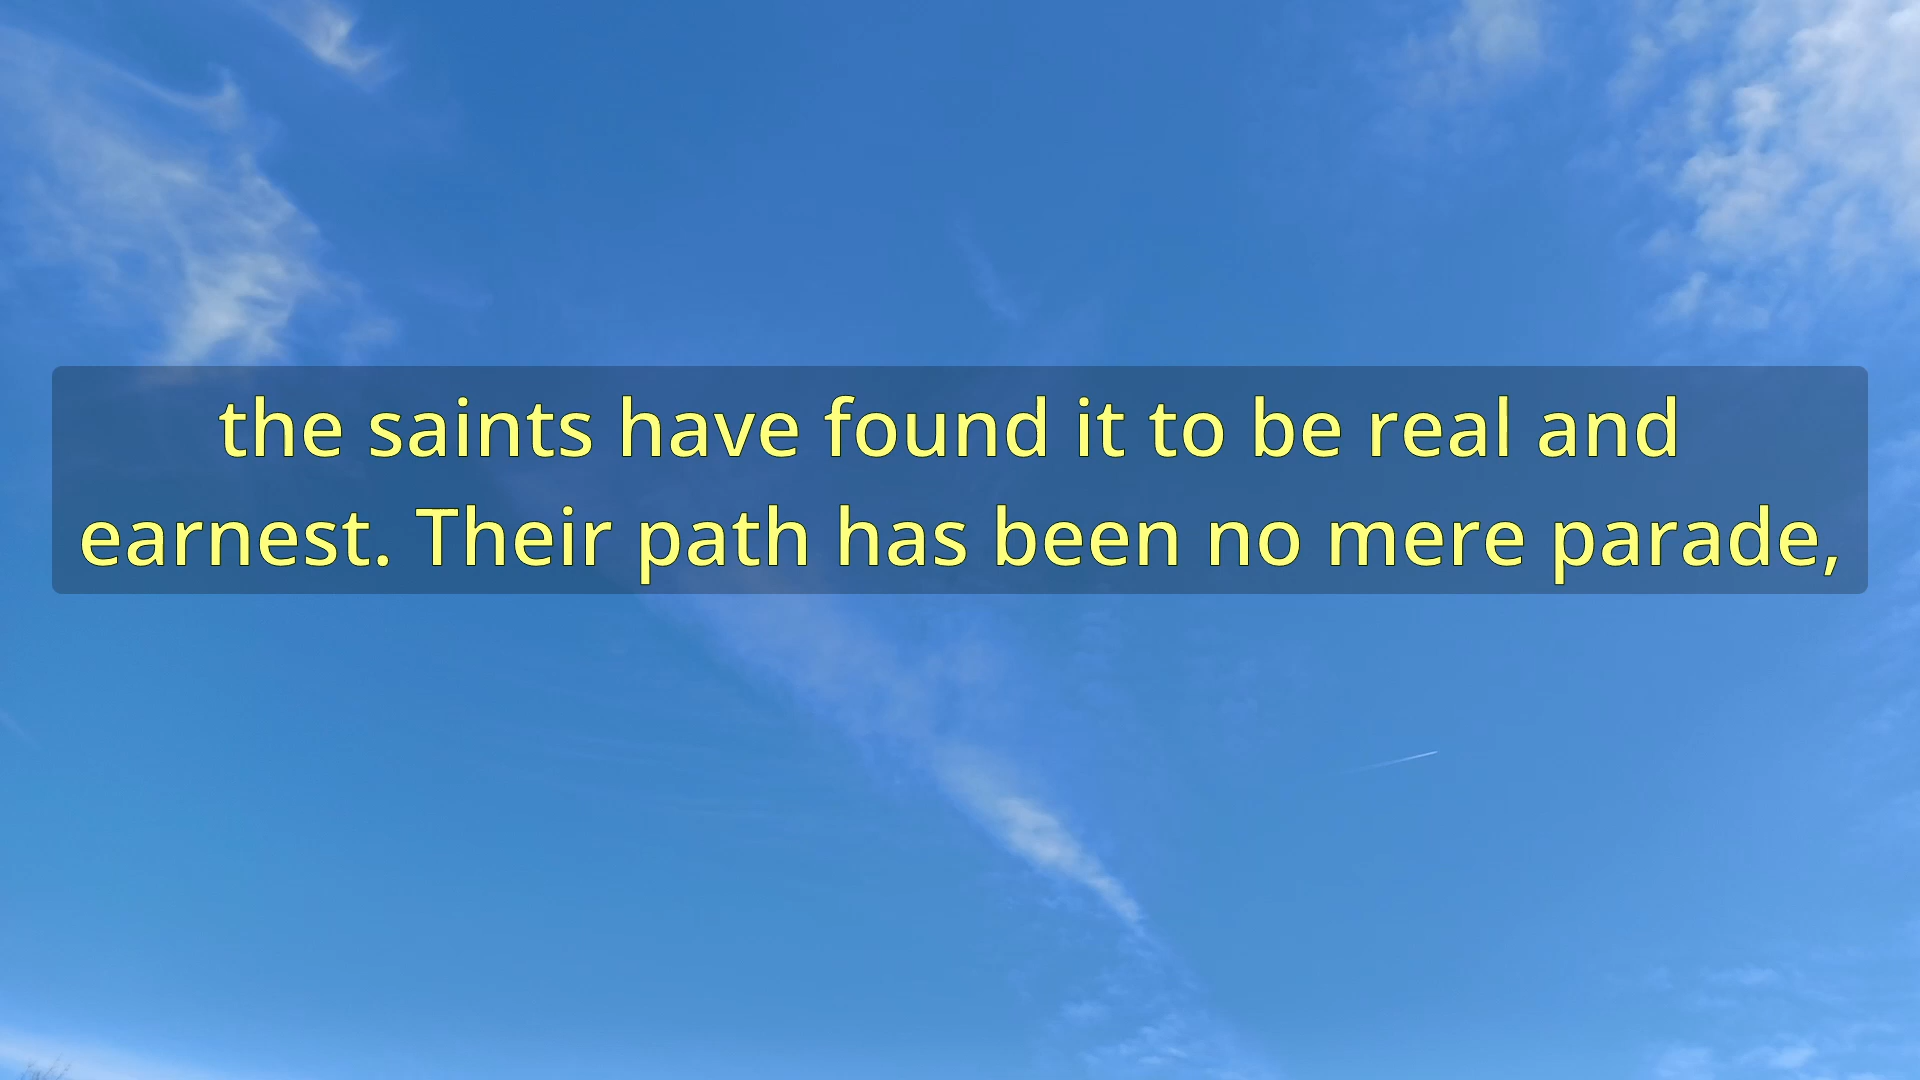 the saints have found it to be real and
earnest. Their path has been no mere parade,